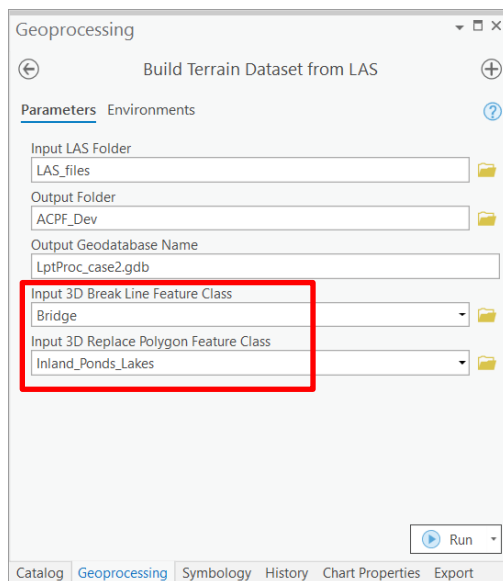 Geoprocessing
Build Terrain Dataset from LAS
Parameters Environments
Input LAS Folder
LAS_files
Output Folder
ACPF_Dev
Output Geodatabase Name
LptProc_case2.gdb
Input 3D Break Line Feature Class
Bridge
Input 3D Replace Polygon Feature Class
Inland_Ponds_Lakes
Run
Catalog Geoprocessing Symbology History Chart Properties Export